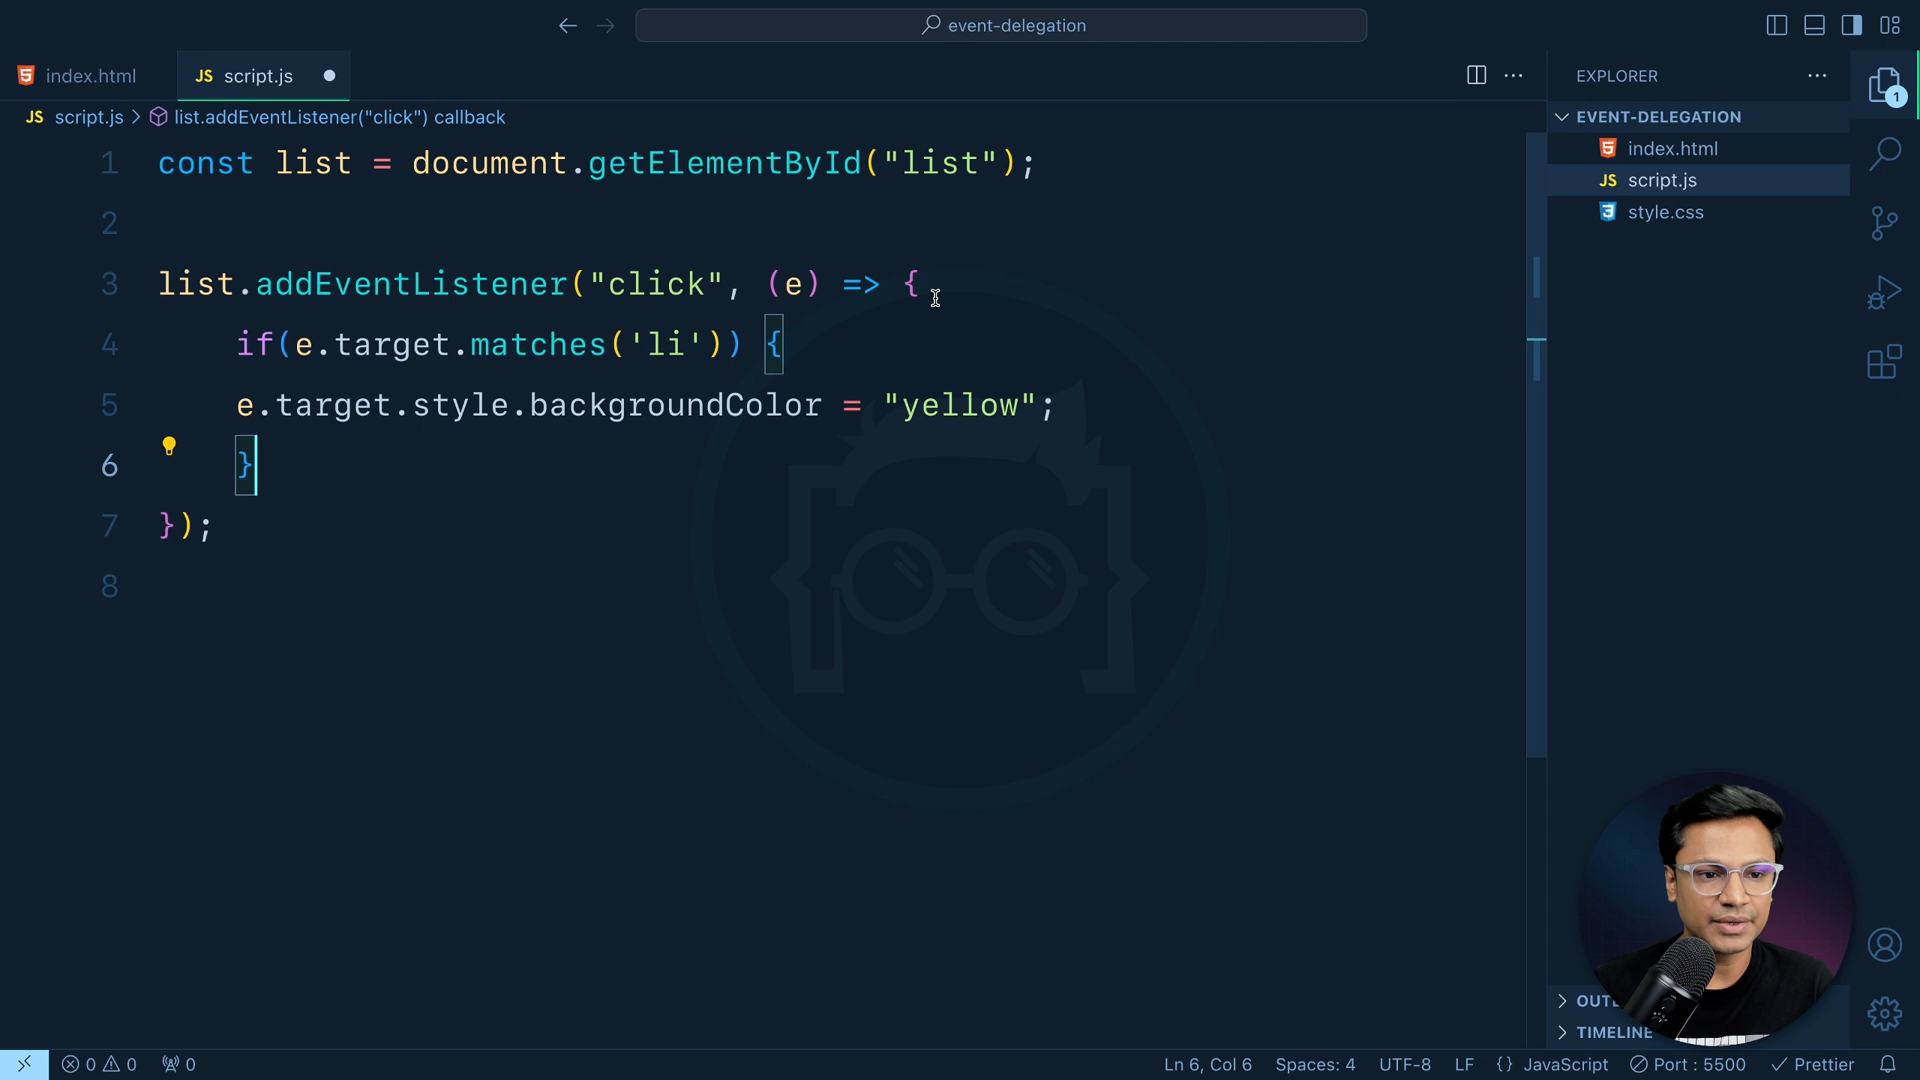 event-delegation
index.html
JS script.js
EXPLORER
JS script.js > list.addEventListener("click") callback
EVENT-DELEGATION
index.html
JS script.js
style.css
1
1 const list = document.getElementById("list");
2
3 list.addEventListener("click", (e) => {
4 if(e.target.matches('li')) {
5 e.target.style.backgroundColor = "yellow";
6 }
7 });
8
TIMELINE
0 0 0
Ln 6, Col 6 Spaces: 4 UTF-8 LF {} JavaScript Port : 5500 Prettier